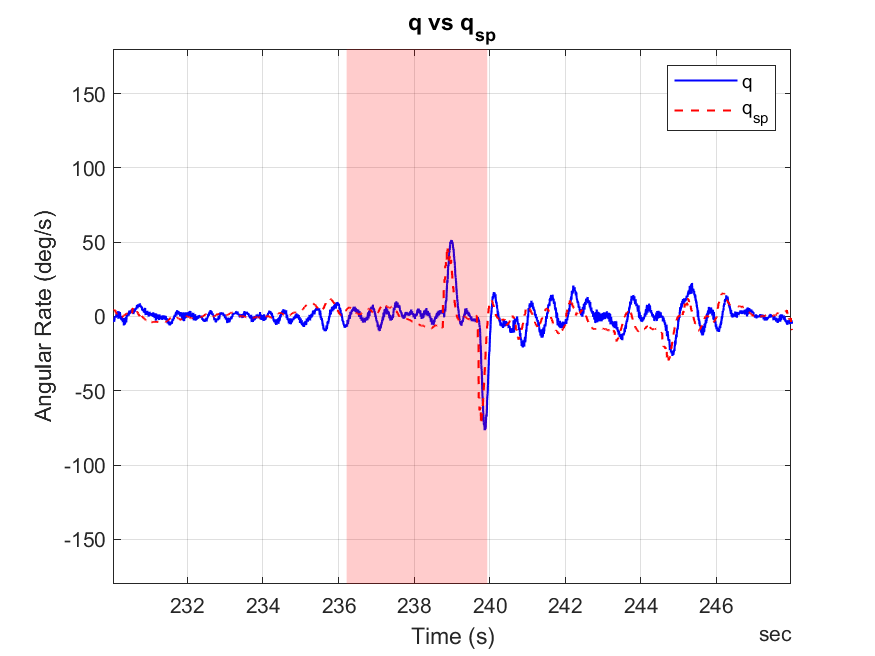 q vs q_sp
q
q_sp
150
100
50
0
-50
-100
-150
Angular Rate (deg/s)
232 234 236 238 240 242 244 246
Time (s)
sec